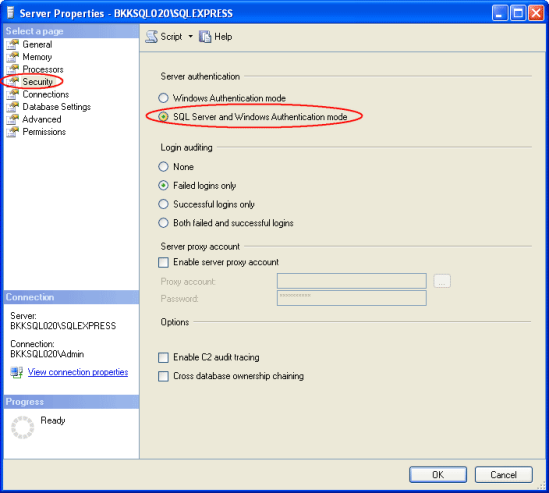 Server Properties - BKKSQL020\SQLEXPRESS
Select a page
General
Memory
Processors
Security
Connections
Database Settings
Advanced
Permissions
Connection
Server:
BKKSQL020\SQLEXPRESS
Connection:
BKKSQL020\Admin
View connection properties
Progress
Ready
Script Help
Server authentication
Windows Authentication mode
SQL Server and Windows Authentication mode
Login auditing
None
Failed logins only
Successful logins only
Both failed and successful logins
Server proxy account
Enable server proxy account
Proxy account:
...
Password: **********
Options
Enable C2 audit tracing
Cross database ownership chaining
OK Cancel